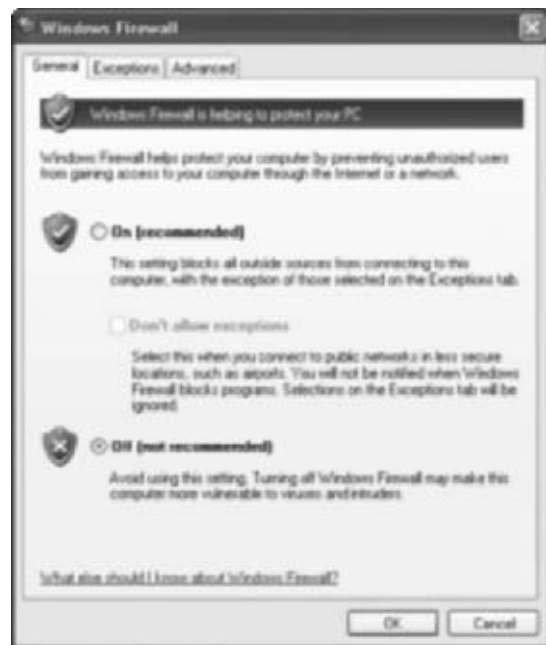 Windows Firewall
General Exceptions Advanced
Windows Firewall is helping to protect your PC
Windows Firewall helps protect your computer by preventing unauthorized users
from gaining access to your computer through the Internet or a network.
On (recommended)
This setting blocks all outside sources from connecting to this
computer, with the exception of those selected on the Exceptions tab.
Don't allow exceptions
Select this when you connect to public networks in less secure
locations, such as airports. You will not be notified when Windows
Firewall blocks programs. Selections on the Exceptions tab will be
ignored.
Off (not recommended)
Avoid using this setting. Turning off Windows Firewall may make this
computer more vulnerable to viruses and intruders.
What else should I know about Windows Firewall?
OK Cancel